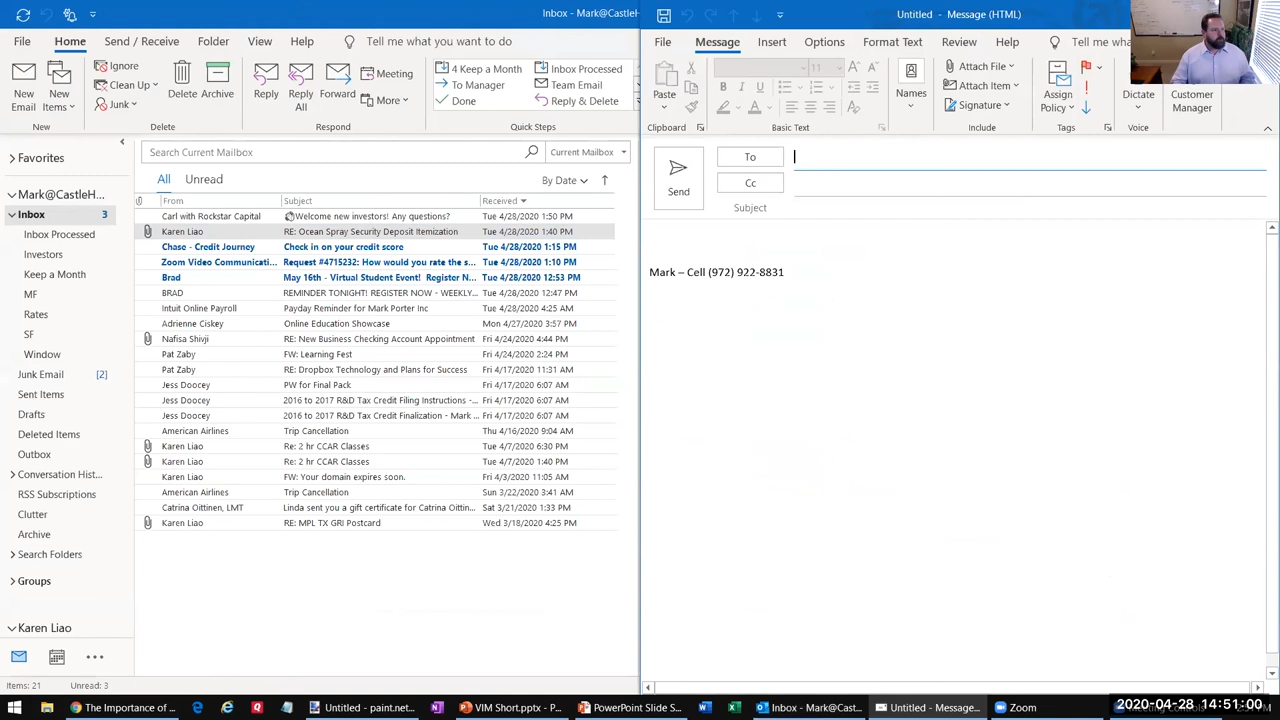 Inbox - Mark@CastleH
Untitled - Message (HTML)
File Home Send / Receive Folder View Help Tell me what you want to do
File Message Insert Options Format Text Review Help Tell me
New Email
New Items
Ignore
Clean Up
Junk
Delete
Archive
Reply
Reply All
Forward
Meeting
More
4 Keep a Month
To Manager
Done
Inbox Processed
Team Email
Reply & Delete
New Delete Respond Quick Steps
Paste
11
B I U
A A
Names
Attach File
Attach Item
Signature
Assign Policy
Dictate
Customer Manager
Clipboard Basic Text Include Tags Voice
Favorites
Mark@CastleH...
Inbox 3
Inbox Processed
Investors
Keep a Month
MF
Rates
SF
Window
Junk Email [2]
Sent Items
Drafts
Deleted Items
Outbox
Conversation Hist...
RSS Subscriptions
Clutter
Archive
Search Folders
Groups
Karen Liao
Search Current Mailbox
Current Mailbox
All Unread By Date
From Subject Received
Carl with Rockstar Capital Welcome new investors! Any questions? Tue 4/28/2020 1:50 PM
Karen Liao RE: Ocean Spray Security Deposit Itemization Tue 4/28/2020 1:40 PM
Chase - Credit Journey Check in on your credit score Tue 4/28/2020 1:15 PM
Zoom Video Communicati... Request #4715232: How would you rate the s... Tue 4/28/2020 1:10 PM
Brad May 16th - Virtual Student Event! Register N... Tue 4/28/2020 12:53 PM
BRAD REMINDER TONIGHT! REGISTER NOW - WEEKLY... Tue 4/28/2020 12:47 PM
Intuit Online Payroll Payday Reminder for Mark Porter Inc Tue 4/28/2020 4:25 AM
Adrienne Ciskey Online Education Showcase Mon 4/27/2020 3:57 PM
Nafisa Shivji RE: New Business Checking Account Appointment Fri 4/24/2020 4:44 PM
Pat Zaby FW: Learning Fest Fri 4/24/2020 2:24 PM
Pat Zaby RE: Dropbox Technology and Plans for Success Fri 4/17/2020 11:31 AM
Jess Doocey PW for Final Pack Fri 4/17/2020 6:07 AM
Jess Doocey 2016 to 2017 R&D Tax Credit Filing Instructions -... Fri 4/17/2020 6:07 AM
Jess Doocey 2016 to 2017 R&D Tax Credit Finalization - Mark ... Fri 4/17/2020 6:07 AM
American Airlines Trip Cancellation Thu 4/16/2020 9:04 AM
Karen Liao Re: 2 hr CCAR Classes Tue 4/7/2020 6:30 PM
Karen Liao Re: 2 hr CCAR Classes Tue 4/7/2020 1:40 PM
Karen Liao FW: Your domain expires soon. Fri 4/3/2020 11:05 AM
American Airlines Trip Cancellation Sun 3/22/2020 3:41 AM
Catrina Oittinen, LMT Linda sent you a gift certificate for Catrina Oittin... Sat 3/21/2020 1:33 PM
Karen Liao RE: MPL TX GRI Postcard Wed 3/18/2020 4:25 PM
Send
To
Cc
Subject
Mark – Cell (972) 922-8831
Items: 21 Unread: 3
The Importance of ... Untitled - paint.net... VIM Short.pptx - P... PowerPoint Slide S... Inbox - Mark@Cast... Untitled - Message... Zoom
2020-04-28 14:51:00